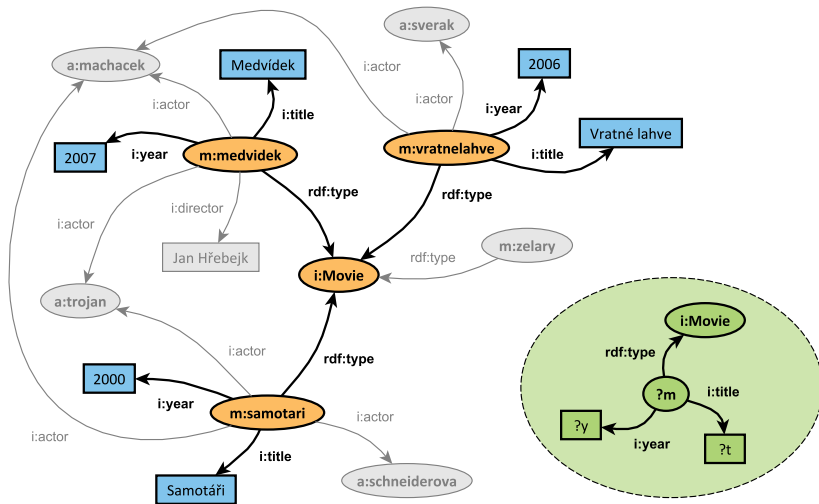 a:sverak
i:actor
a:machacek
Medvídek
2006
i:actor
i:actor
i:title
i:year
Vratné lahve
2007
i:year
m:medvidek
m:vratnelahve
i:title
rdf:type
rdf:type
i:actor
i:director
Jan Hřebejk
m:zelary
rdf:type
i:Movie
a:trojan
i:Movie
rdf:type
i:actor
rdf:type
2000
i:year
?m
i:title
m:samotari
?y
i:year
?t
i:actor
i:title
i:actor
Samotáři
a:schneiderova